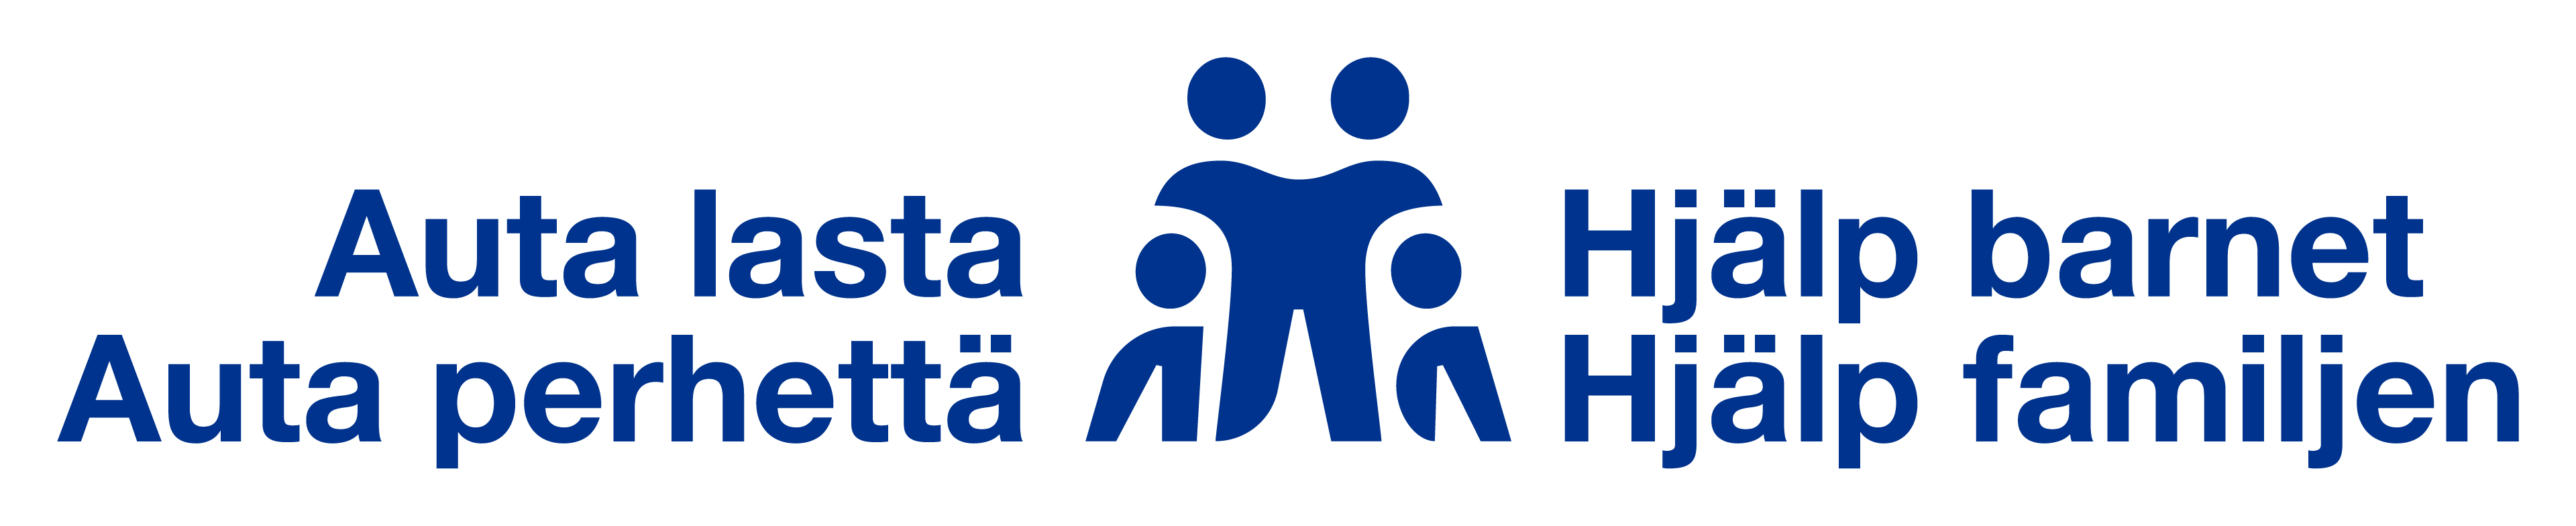 Auta lasta
Auta perhettä
Hjälp barnet
Hjälp familjen